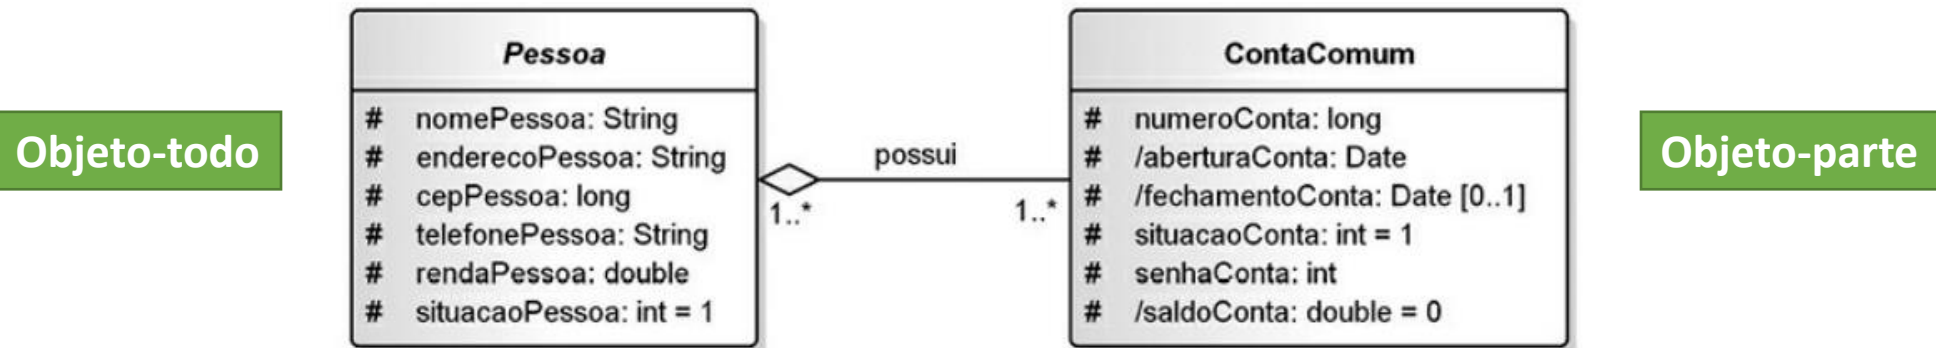 Objeto-todo
Pessoa
# nomePessoa: String
# enderecoPessoa: String
# cepPessoa: long
# telefonePessoa: String
# rendaPessoa: double
# situacaoPessoa: int = 1
possui
1..*
1..*
ContaComum
# numeroConta: long
# /aberturaConta: Date
# /fechamentoConta: Date [0..1]
# situacaoConta: int = 1
# senhaConta: int
# /saldoConta: double = 0
Objeto-parte